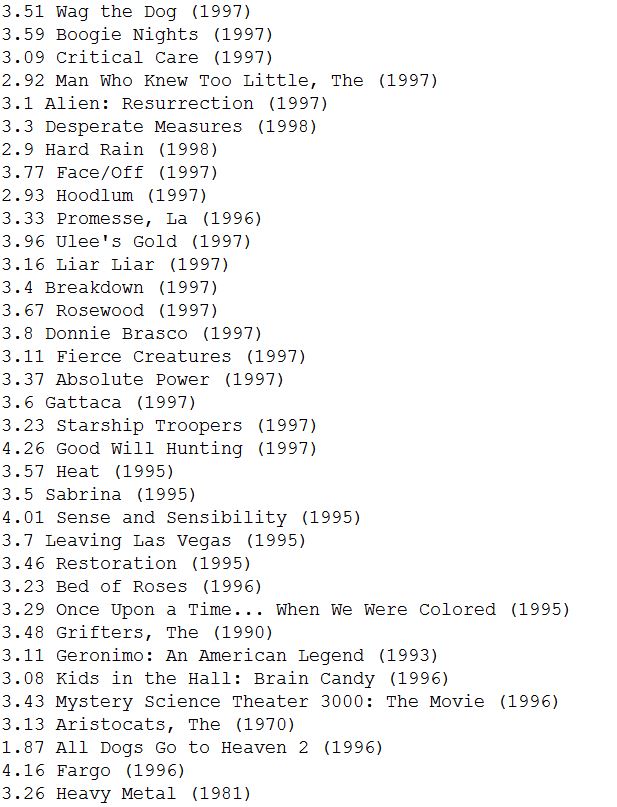 3.51 Wag the Dog (1997)
3.59 Boogie Nights (1997)
3.09 Critical Care (1997)
2.92 Man Who Knew Too Little, The (1997)
3.1 Alien: Resurrection (1997)
3.3 Desperate Measures (1998)
2.9 Hard Rain (1998)
3.77 Face/Off (1997)
2.93 Hoodlum (1997)
3.33 Promesse, La (1996)
3.96 Ulee's Gold (1997)
3.16 Liar Liar (1997)
3.4 Breakdown (1997)
3.67 Rosewood (1997)
3.8 Donnie Brasco (1997)
3.11 Fierce Creatures (1997)
3.37 Absolute Power (1997)
3.6 Gattaca (1997)
3.23 Starship Troopers (1997)
4.26 Good Will Hunting (1997)
3.57 Heat (1995)
3.5 Sabrina (1995)
4.01 Sense and Sensibility (1995)
3.7 Leaving Las Vegas (1995)
3.46 Restoration (1995)
3.23 Bed of Roses (1996)
3.29 Once Upon a Time... When We Were Colored (1995)
3.48 Grifters, The (1990)
3.11 Geronimo: An American Legend (1993)
3.08 Kids in the Hall: Brain Candy (1996)
3.43 Mystery Science Theater 3000: The Movie (1996)
3.13 Aristocats, The (1970)
1.87 All Dogs Go to Heaven 2 (1996)
4.16 Fargo (1996)
3.26 Heavy Metal (1981)